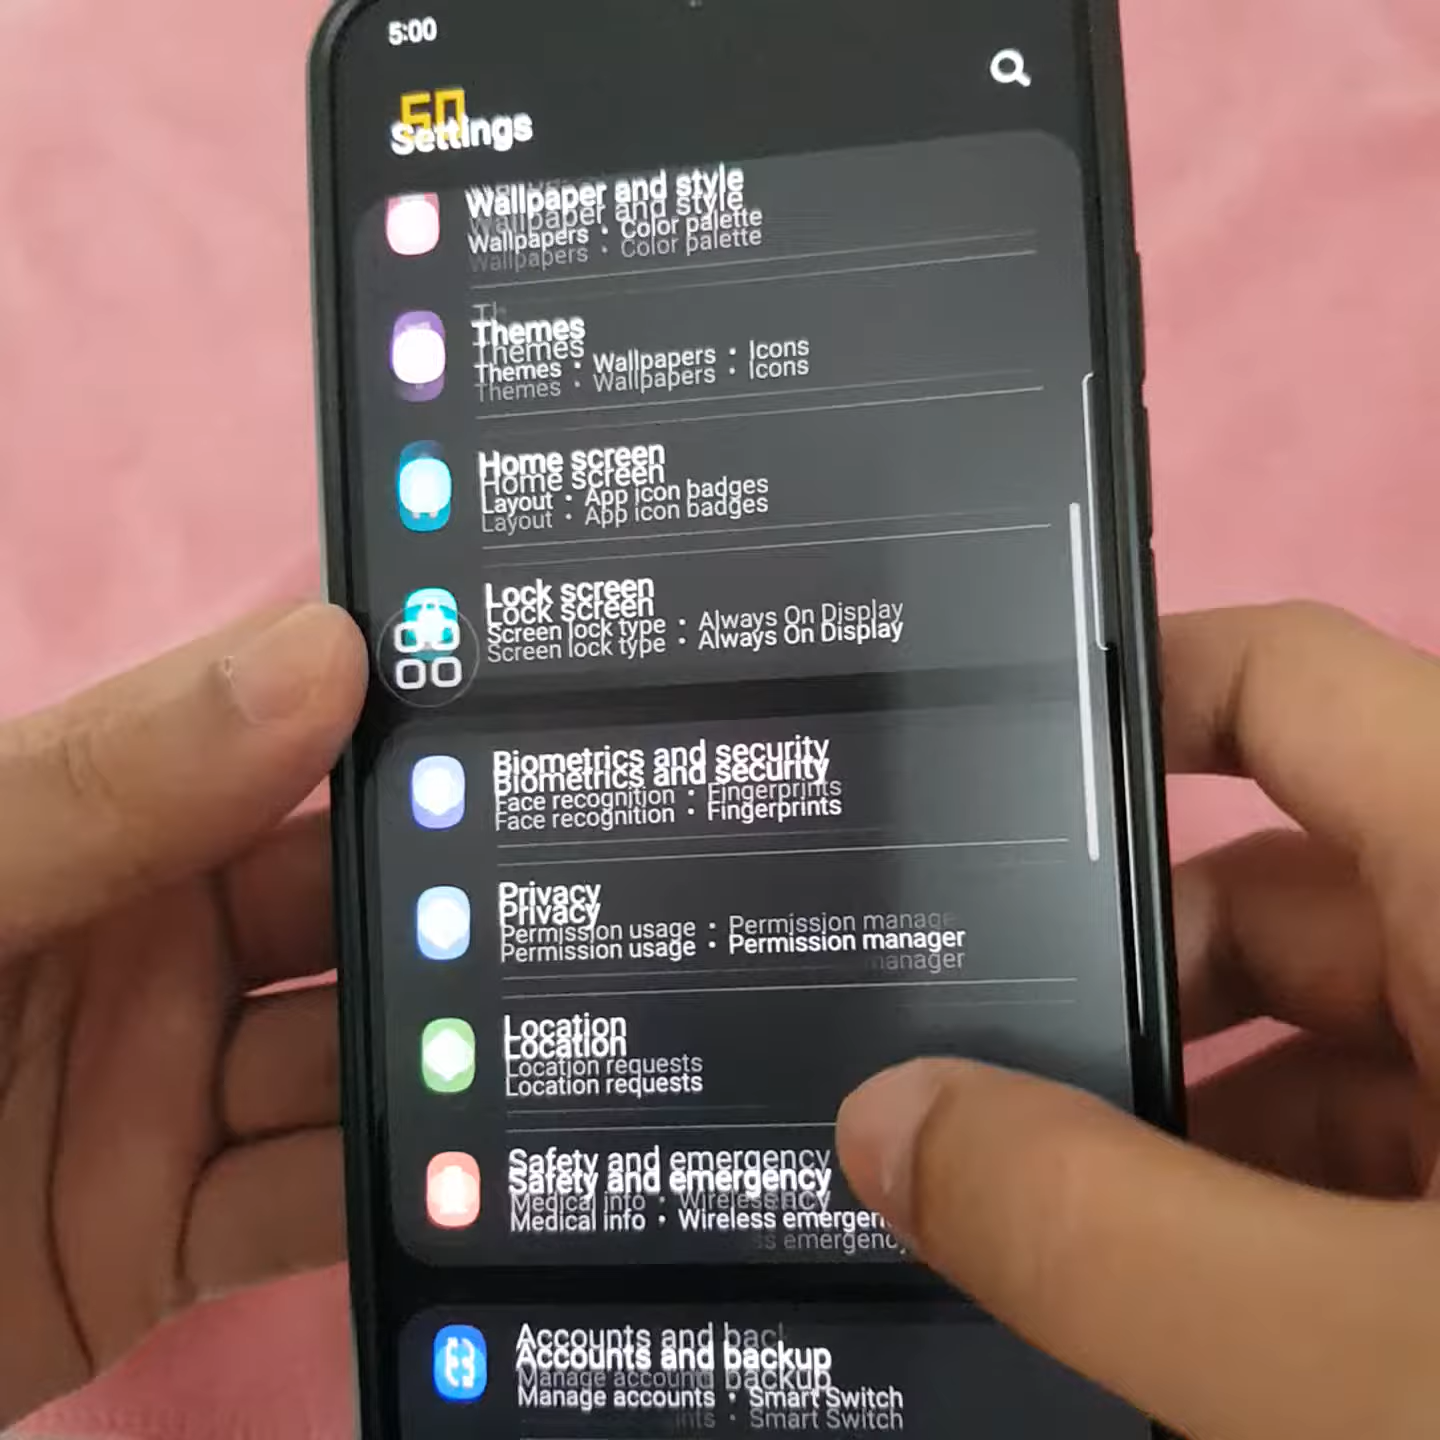 5:00
50
Settings
Wallpaper and style
Wallpapers • Color palette
Themes
Themes • Wallpapers • Icons
Home screen
Layout • App icon badges
Lock screen
Screen lock type • Always On Display
Biometrics and security
Face recognition • Fingerprints
Privacy
Permission usage • Permission manager
Location
Location requests
Safety and emergency
Medical info • Wireless emergency
Accounts and backup
Manage accounts • Smart Switch